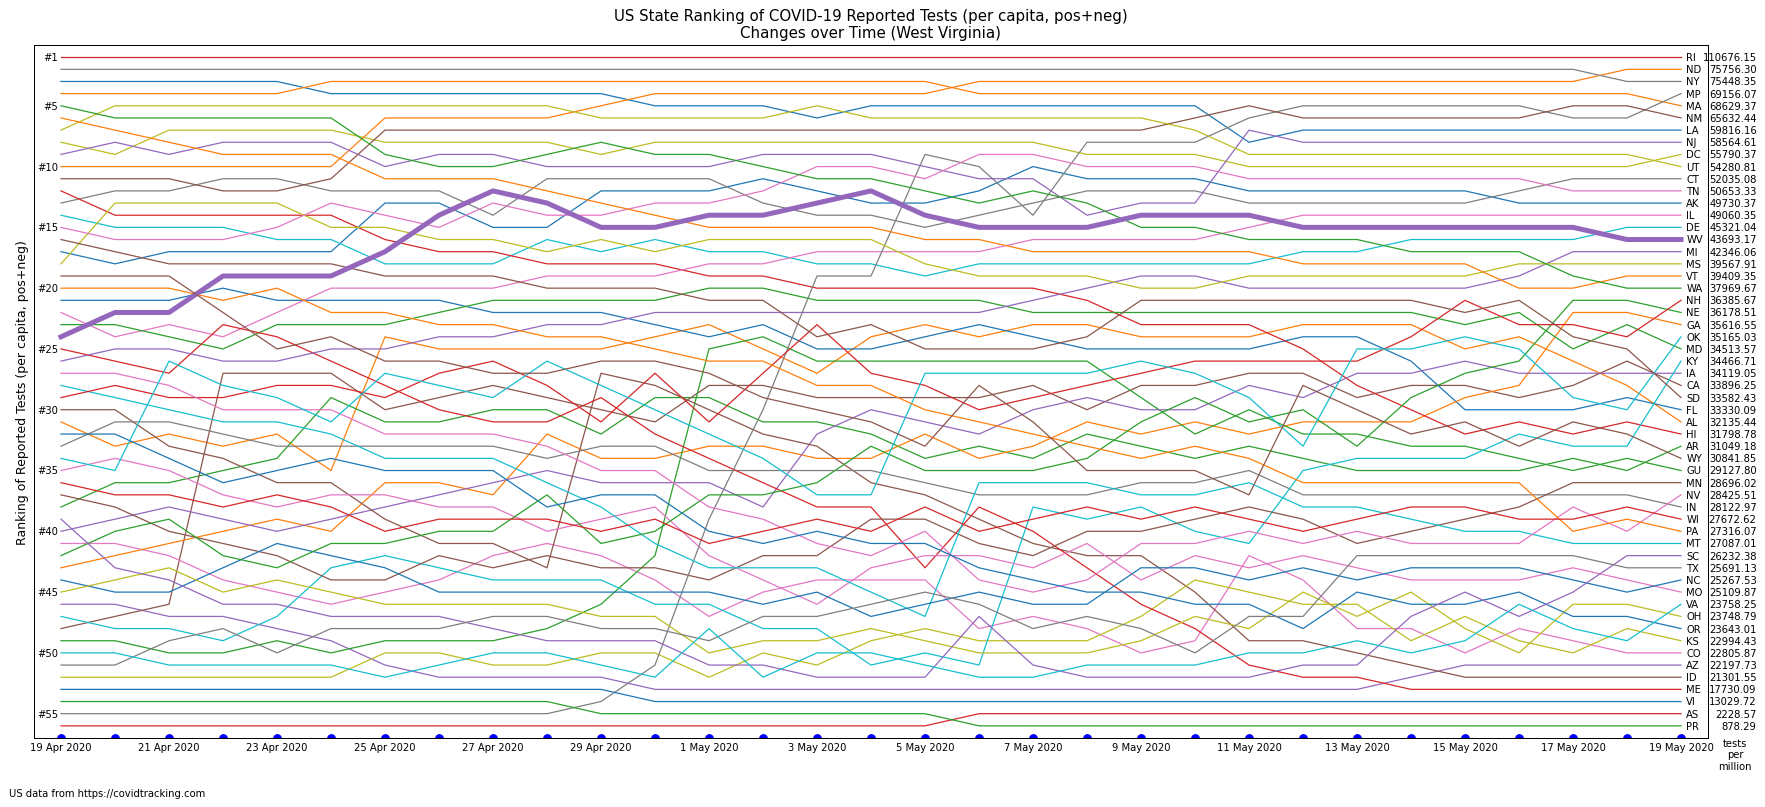 US State Ranking of COVID-19 Reported Tests (per capita, pos+neg)
Changes over Time (West Virginia)
Ranking of Reported Tests (per capita, pos+neg)
#1
#5
#10
#15
#20
#25
#30
#35
#40
#45
#50
#55
RI 110676.15
ND 75756.30
NY 75448.35
MP 69156.07
MA 68629.37
NM 65632.44
LA 59816.16
NJ 58564.61
DC 55790.37
UT 54280.81
CT 52035.08
TN 50653.33
AK 49730.37
IL 49060.35
DE 45321.04
WV 43693.17
MI 42346.06
MS 39567.91
VT 39409.35
WA 37969.67
NH 36385.67
NE 36178.51
GA 35616.55
OK 35165.03
MD 34513.57
KY 34466.71
IA 34119.05
CA 33896.25
SD 33582.43
FL 33330.09
AL 32135.44
HI 31798.78
AR 31049.18
WY 30841.85
GU 29127.80
MN 28696.02
NV 28425.51
IN 28122.97
WI 27672.62
PA 27316.07
MT 27087.01
SC 26232.38
TX 25691.13
NC 25267.53
MO 25109.87
VA 23758.25
OH 23748.79
OR 23643.01
KS 22994.43
CO 22805.87
AZ 22197.73
ID 21301.55
ME 17730.09
VI 13029.72
AS 2228.57
PR 878.29
19 Apr 2020 21 Apr 2020 23 Apr 2020 25 Apr 2020 27 Apr 2020 29 Apr 2020 1 May 2020 3 May 2020 5 May 2020 7 May 2020 9 May 2020 11 May 2020 13 May 2020 15 May 2020 17 May 2020 19 May 2020
tests
per
million
US data from https://covidtracking.com